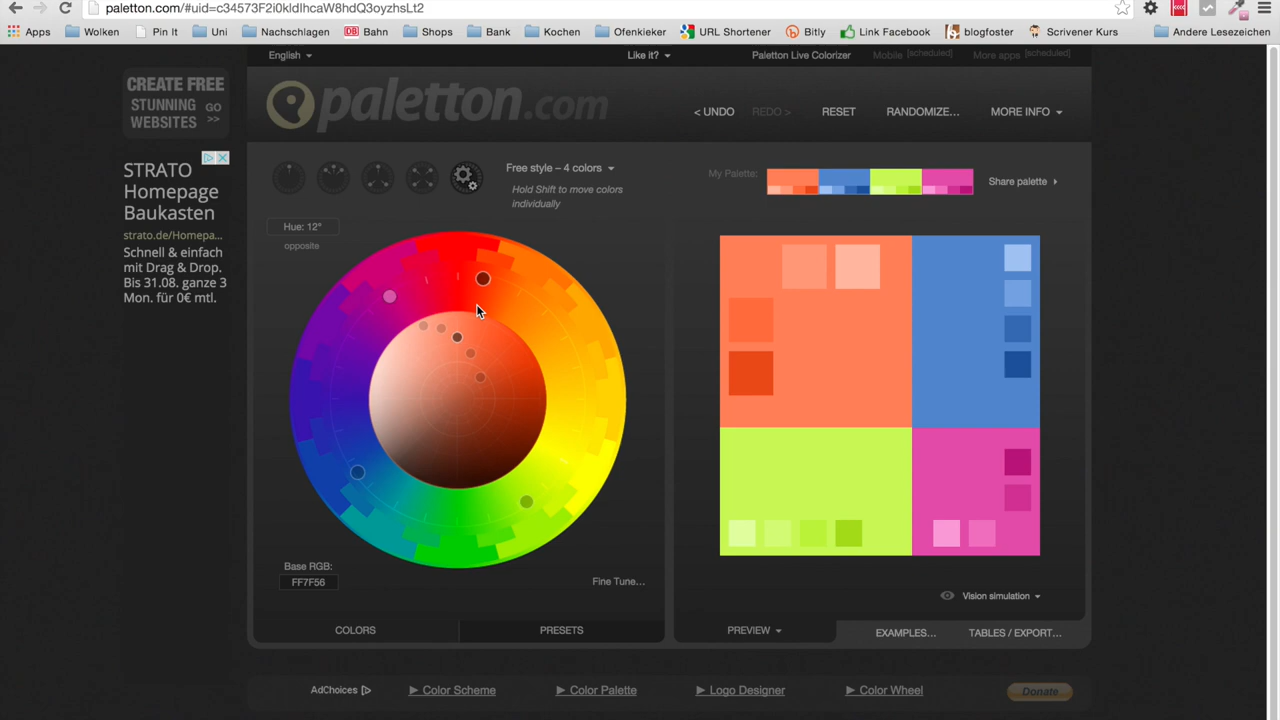 paletton.com/#uid=c34573F2i0kldIhcaW8hdQ3oyzhsLt2
Apps Wolken Pin It Uni Nachschlagen Bahn Shops Bank Kochen Ofenkieker URL Shortener Bitly Link Facebook blogfoster Scrivener Kurs Andere Lesezeichen
English Like it? Paletton Live Colorizer Mobile [scheduled] More apps [scheduled]
CREATE FREE
STUNNING
WEBSITES
GO
>>
paletton.com
< UNDO REDO > RESET RANDOMIZE... MORE INFO
STRATO
Homepage
Baukasten
strato.de/Homepa...
Schnell & einfach
mit Drag & Drop.
Bis 31.08. ganze 3
Mon. für 0€ mtl.
Free style – 4 colors
Hold Shift to move colors
individually
My Palette:
Share palette
Hue: 12°
opposite
Base RGB:
FF7F56
Fine Tune...
Vision simulation
COLORS PRESETS PREVIEW EXAMPLES... TABLES / EXPORT...
AdChoices Color Scheme Color Palette Logo Designer Color Wheel Donate